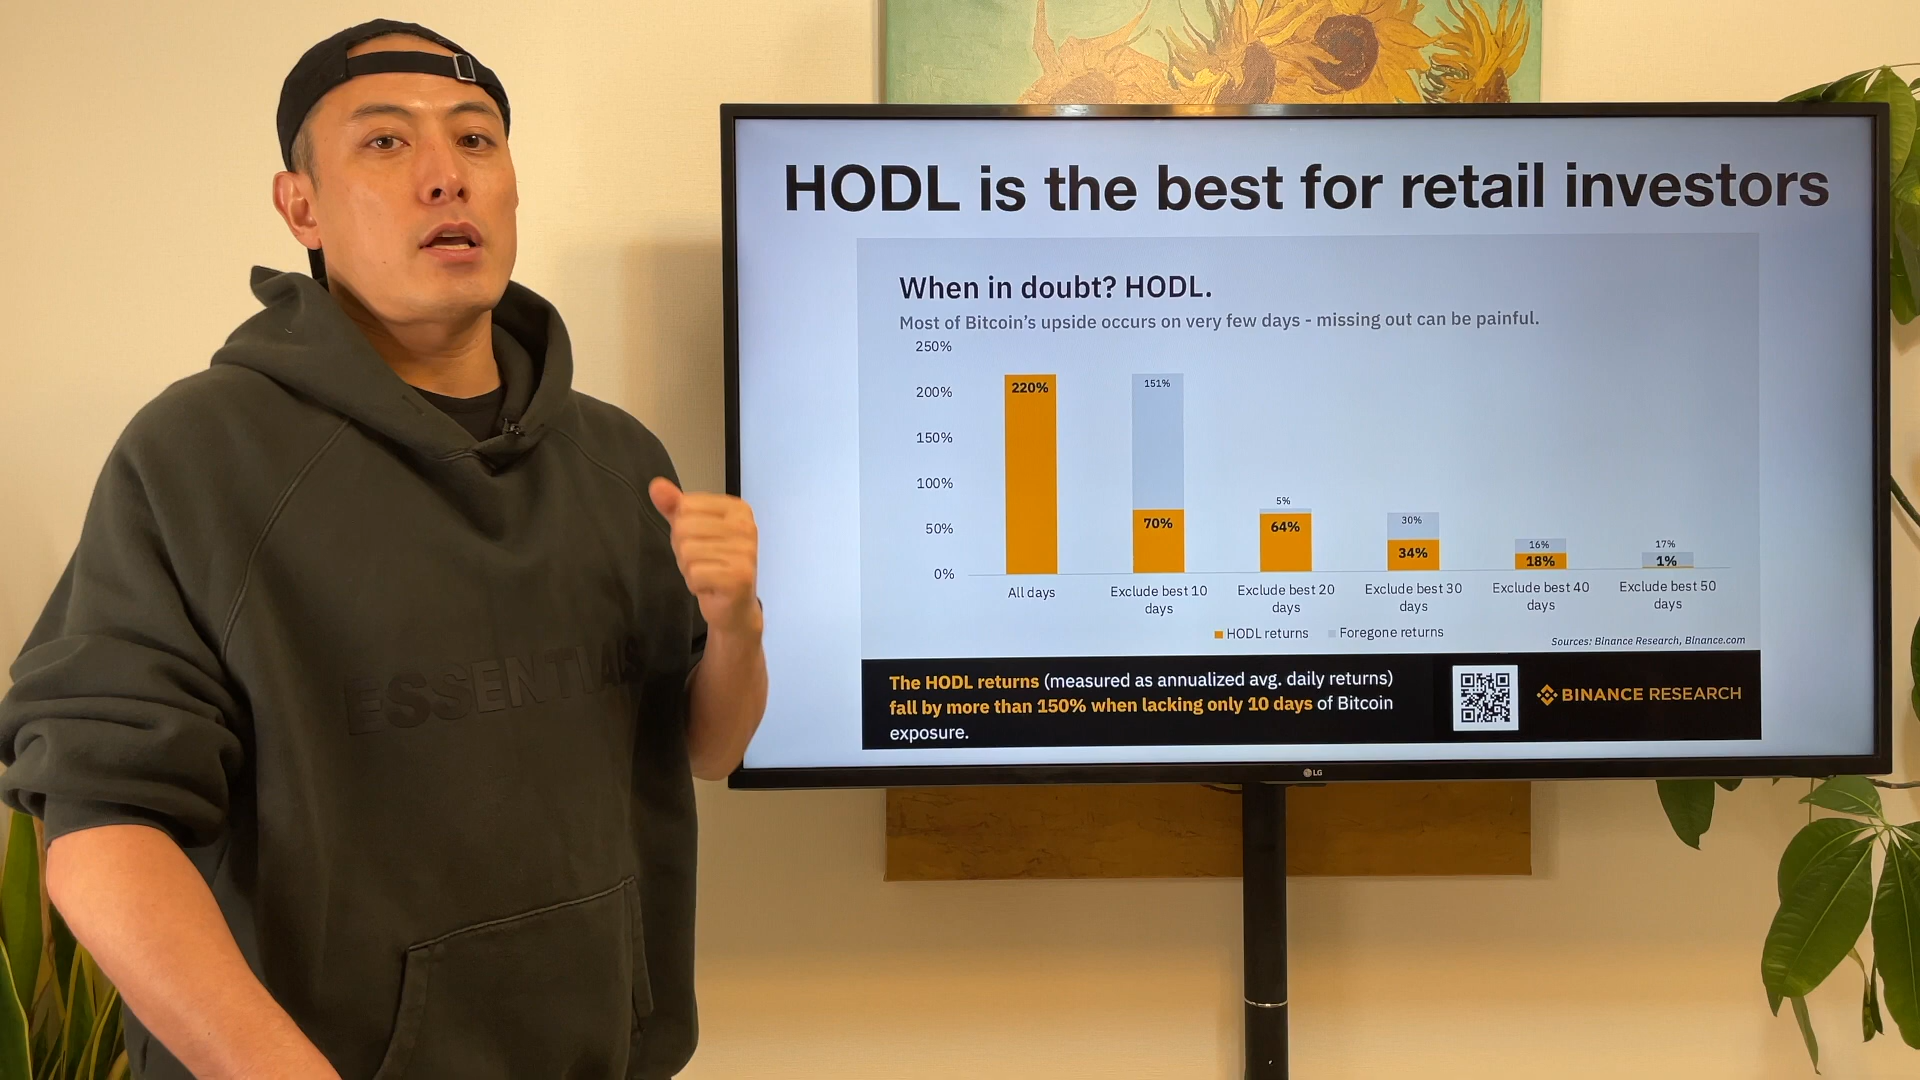 HODL is the best for retail investors
When in doubt? HODL.
Most of Bitcoin's upside occurs on very few days - missing out can be painful.
250%
200%
150%
100%
50%
0%
220%
151%
70%
5%
64%
30%
34%
16%
18%
17%
1%
All days
Exclude best 10
days
Exclude best 20
days
Exclude best 30
days
Exclude best 40
days
Exclude best 50
days
HODL returns
Foregone returns
Sources: Binance Research, Binance.com
The HODL returns (measured as annualized avg. daily returns)
fall by more than 150% when lacking only 10 days of Bitcoin
exposure.
BINANCE RESEARCH
LG
ESSENTIALS